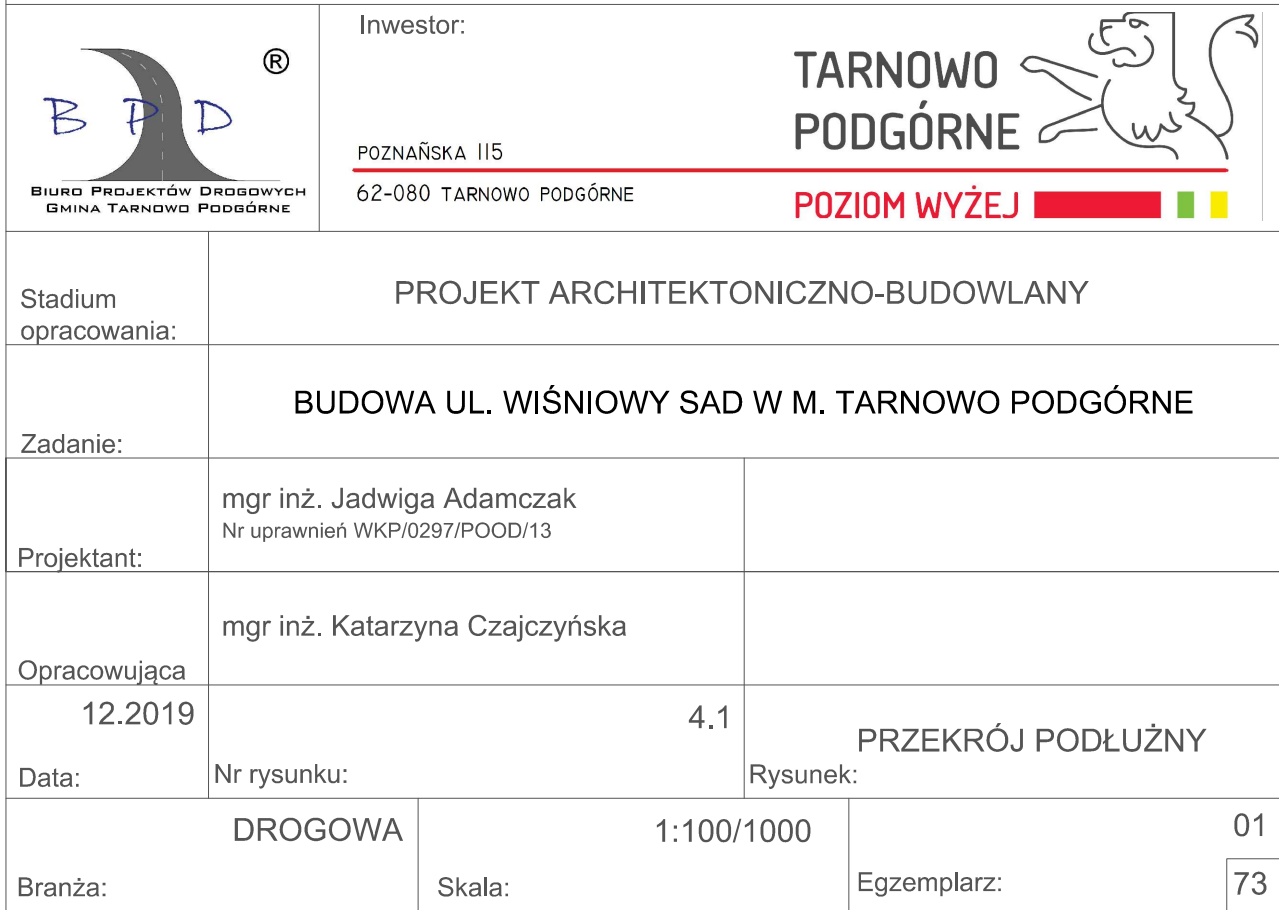 ®
B P D
BIURO PROJEKTÓW DROGOWYCH
GMINA TARNOWO PODGÓRNE
Inwestor:
POZNAŃSKA 115
62-080 TARNOWO PODGÓRNE
TARNOWO
PODGÓRNE
POZIOM WYŻEJ
Stadium
opracowania:
PROJEKT ARCHITEKTONICZNO-BUDOWLANY
Zadanie:
BUDOWA UL. WIŚNIOWY SAD W M. TARNOWO PODGÓRNE
Projektant:
mgr inż. Jadwiga Adamczak
Nr uprawnień WKP/0297/POOD/13
Opracowująca
mgr inż. Katarzyna Czajczyńska
12.2019
Data:
4.1
Nr rysunku:
PRZEKRÓJ PODŁUŻNY
Rysunek:
DROGOWA
Branża:
1:100/1000
Skala:
01
Egzemplarz:
73